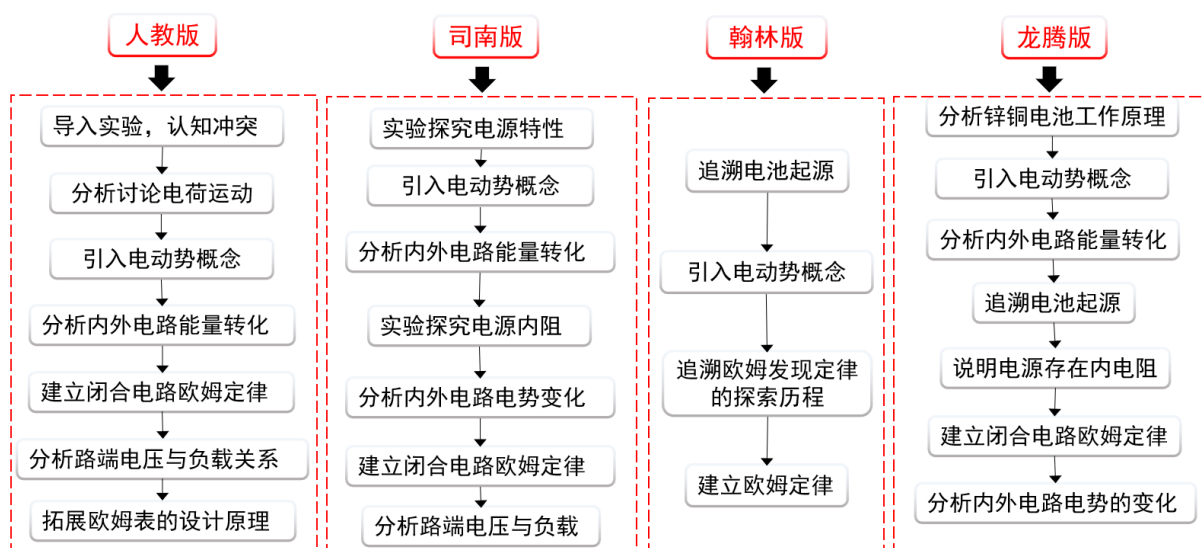 人教版
导入实验，认知冲突
分析讨论电荷运动
引入电动势概念
分析内外电路能量转化
建立闭合电路欧姆定律
分析路端电压与负载关系
拓展欧姆表的设计原理
司南版
实验探究电源特性
引入电动势概念
分析内外电路能量转化
实验探究电源内阻
分析内外电路电势变化
建立闭合电路欧姆定律
分析路端电压与负载
翰林版
追溯电池起源
引入电动势概念
追溯欧姆发现定律
的探索历程
建立欧姆定律
龙腾版
分析锌铜电池工作原理
引入电动势概念
分析内外电路能量转化
追溯电池起源
说明电源存在内电阻
建立闭合电路欧姆定律
分析内外电路电势的变化